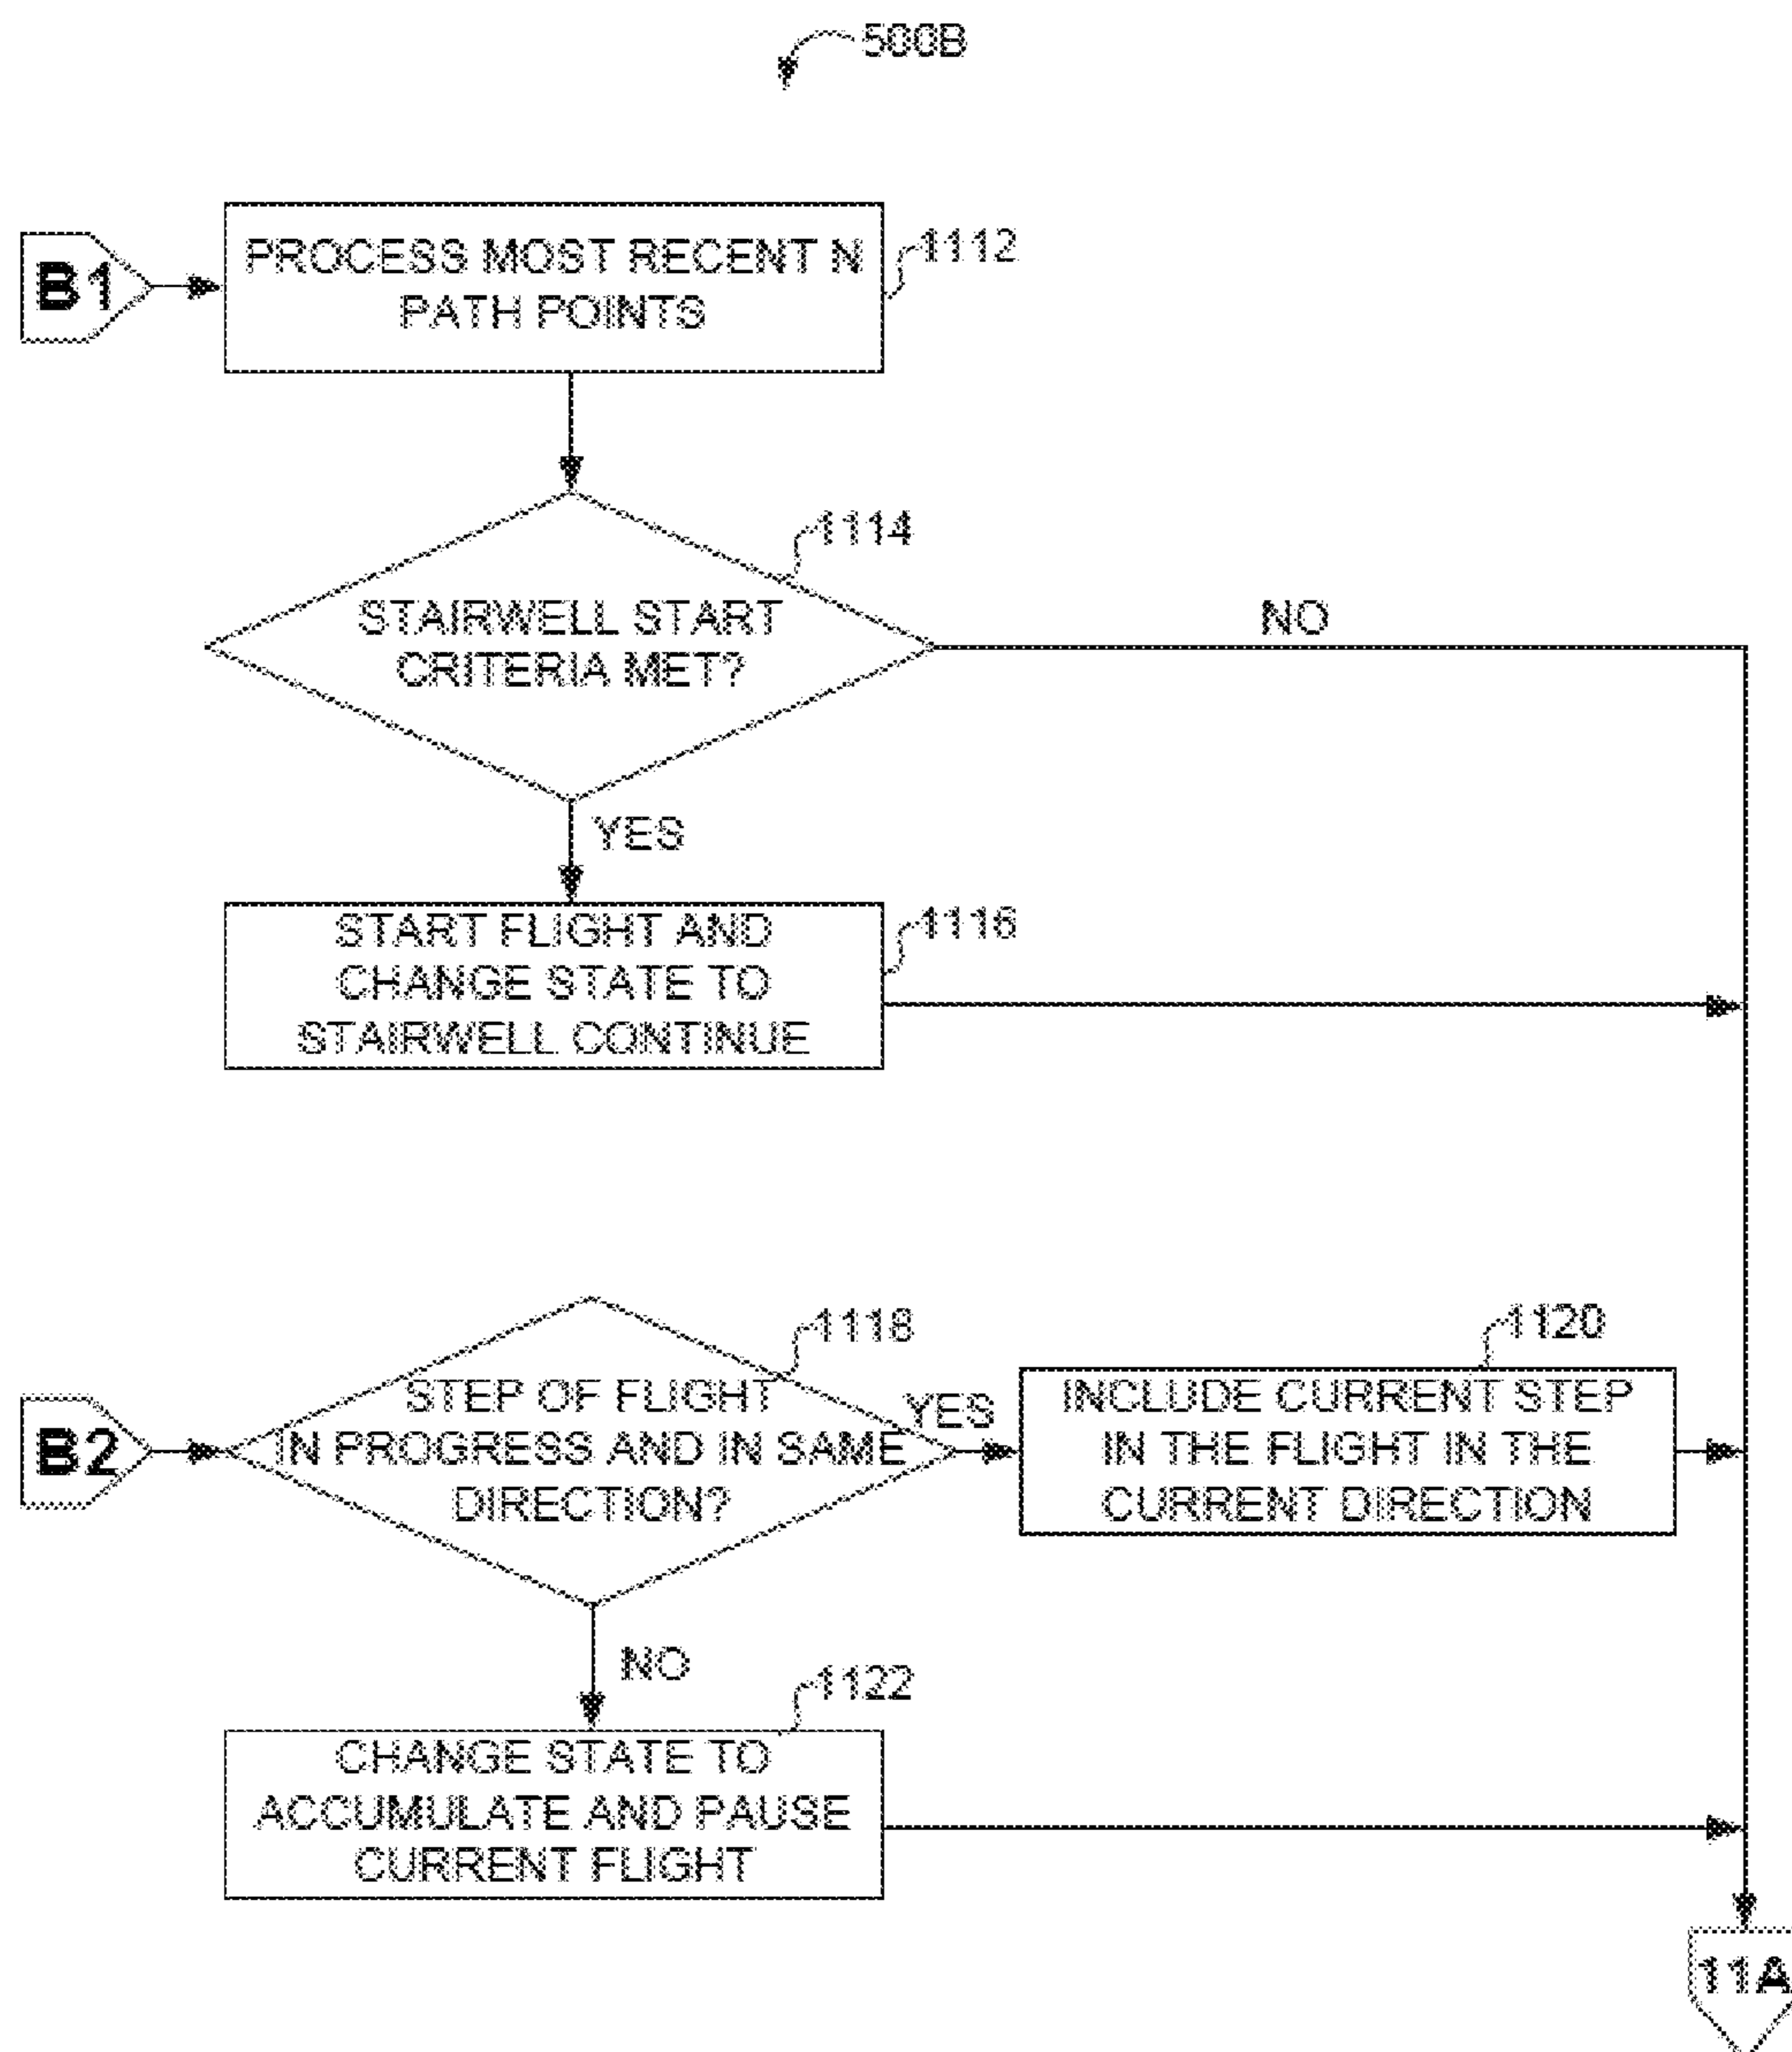 500B
B1
PROCESS MOST RECENT N
PATH POINTS
1112
1114
STAIRWELL START
CRITERIA MET?
NO
YES
START FLIGHT AND
CHANGE STATE TO
STAIRWELL CONTINUE
1116
1118
1120
B2
STEP OF FLIGHT
IN PROGRESS AND IN SAME
DIRECTION?
YES
INCLUDE CURRENT STEP
IN THE FLIGHT IN THE
CURRENT DIRECTION
NO
1122
CHANGE STATE TO
ACCUMULATE AND PAUSE
CURRENT FLIGHT
11A